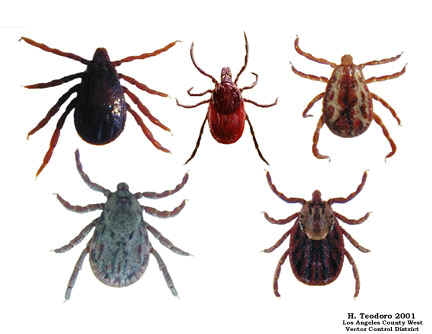 H. Teodoro 2001
Los Angeles County West
Vector Control District